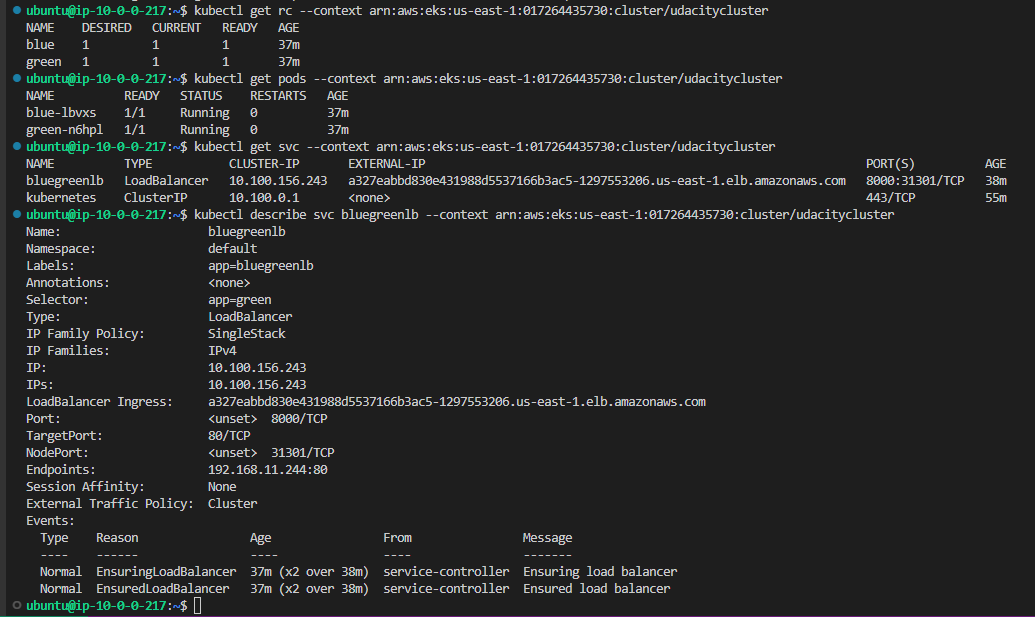 ubuntu@ip-10-0-0-217:~$ kubectl get rc --context arn:aws:eks:us-east-1:017264435730:cluster/udacitycluster
NAME DESIRED CURRENT READY AGE
blue 1 1 1 37m
green 1 1 1 37m
ubuntu@ip-10-0-0-217:~$ kubectl get pods --context arn:aws:eks:us-east-1:017264435730:cluster/udacitycluster
NAME READY STATUS RESTARTS AGE
blue-lbvxs 1/1 Running 0 37m
green-n6hpl 1/1 Running 0 37m
ubuntu@ip-10-0-0-217:~$ kubectl get svc --context arn:aws:eks:us-east-1:017264435730:cluster/udacitycluster
NAME TYPE CLUSTER-IP EXTERNAL-IP PORT(S) AGE
bluegreenlb LoadBalancer 10.100.156.243 a327eabbd830e431988d5537166b3ac5-1297553206.us-east-1.elb.amazonaws.com 8000:31301/TCP 38m
kubernetes ClusterIP 10.100.0.1 <none> 443/TCP 55m
ubuntu@ip-10-0-0-217:~$ kubectl describe svc bluegreenlb --context arn:aws:eks:us-east-1:017264435730:cluster/udacitycluster
Name: bluegreenlb
Namespace: default
Labels: app=bluegreenlb
Annotations: <none>
Selector: app=green
Type: LoadBalancer
IP Family Policy: SingleStack
IP Families: IPv4
IP: 10.100.156.243
IPs: 10.100.156.243
LoadBalancer Ingress: a327eabbd830e431988d5537166b3ac5-1297553206.us-east-1.elb.amazonaws.com
Port: <unset> 8000/TCP
TargetPort: 80/TCP
NodePort: <unset> 31301/TCP
Endpoints: 192.168.11.244:80
Session Affinity: None
External Traffic Policy: Cluster
Events:
Type Reason Age From Message
---- ------ ---- ---- -------
Normal EnsuringLoadBalancer 37m (x2 over 38m) service-controller Ensuring load balancer
Normal EnsuredLoadBalancer 37m (x2 over 38m) service-controller Ensured load balancer
ubuntu@ip-10-0-0-217:~$